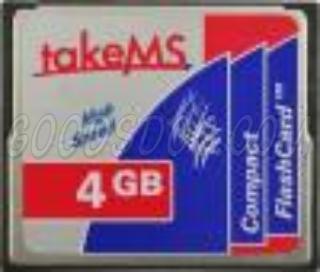 takeMS
High
Speed
4 GB
Compact
FlashCard™